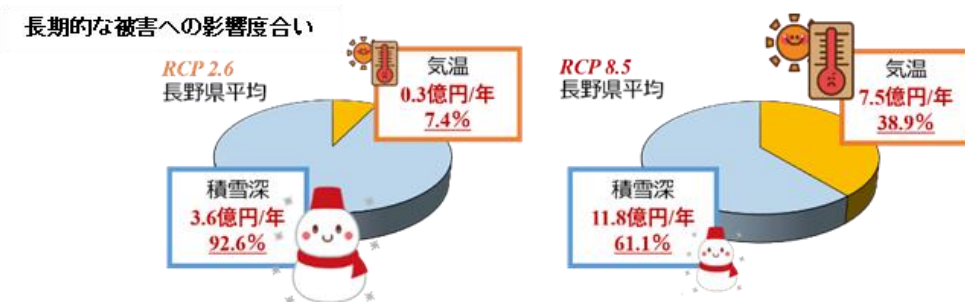 長期的な被害への影響度合い
RCP 2.6
長野県平均
気温
0.3億円/年
7.4%
積雪深
3.6億円/年
92.6%
RCP 8.5
長野県平均
気温
7.5億円/年
38.9%
積雪深
11.8億円/年
61.1%